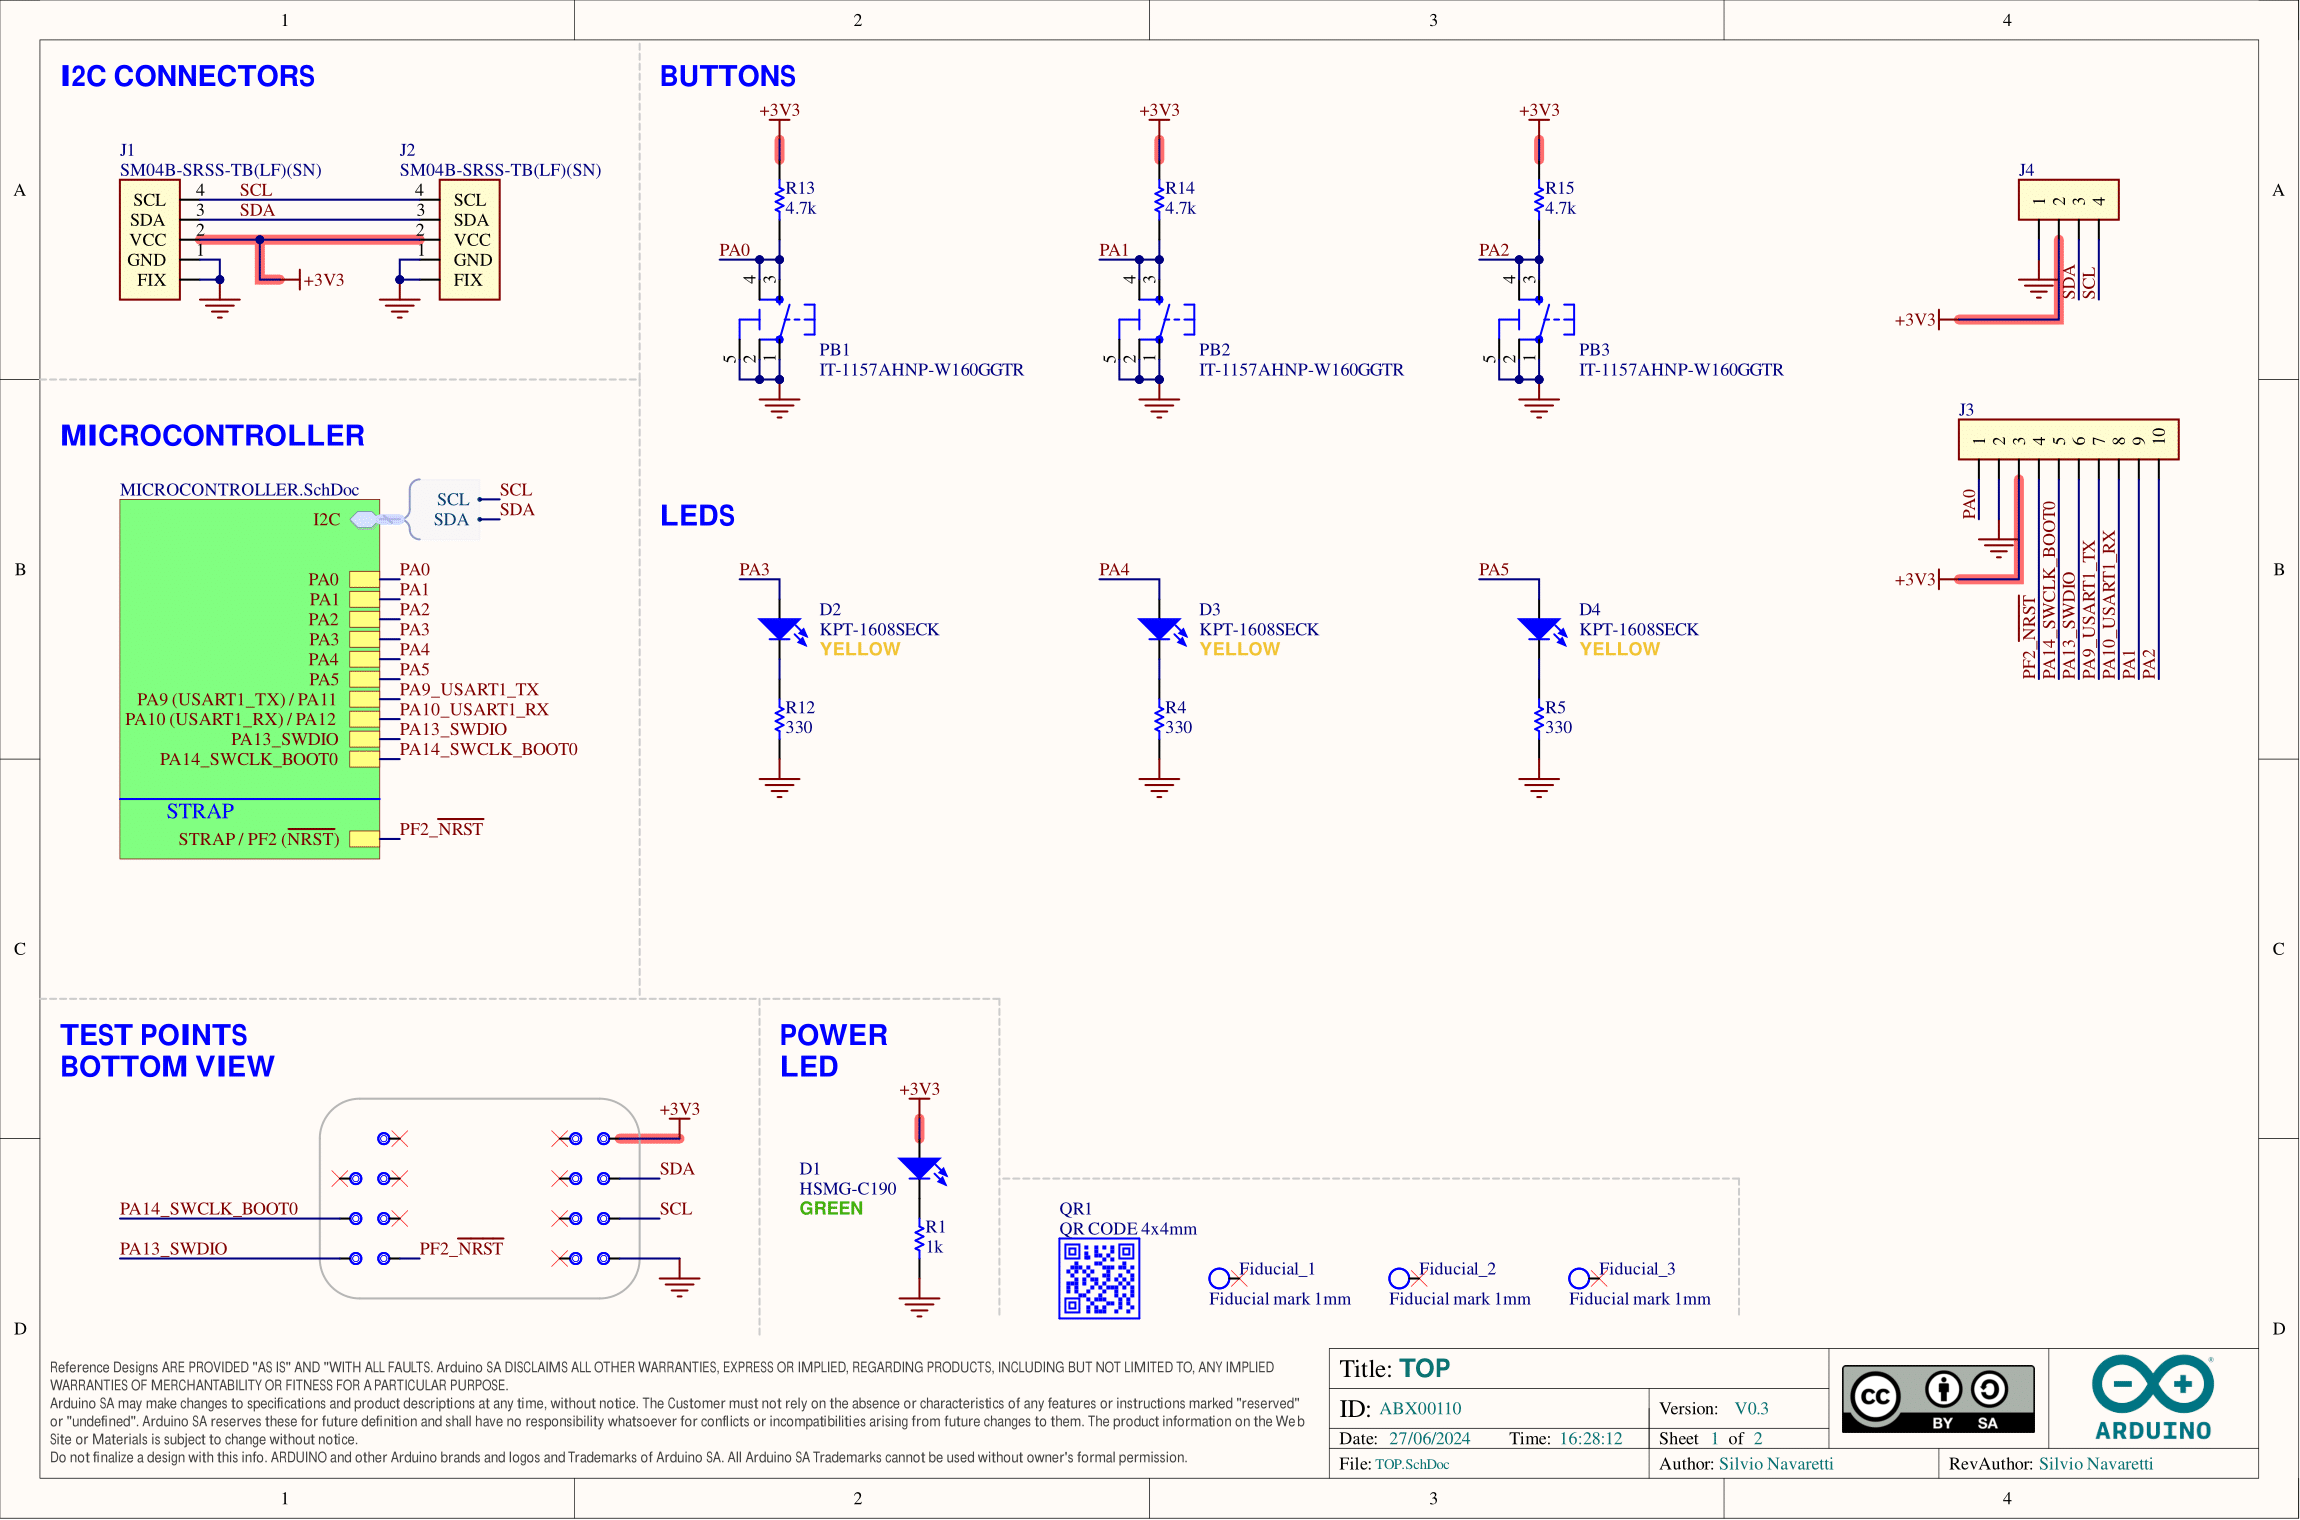 1 2 3 4
I2C CONNECTORS
J1
SM04B-SRSS-TB(LF)(SN)
J2
SM04B-SRSS-TB(LF)(SN)
SCL 4 SCL 4 SCL
SDA 3 SDA 3 SDA
VCC 2 2 VCC
GND 1 1 GND
FIX +3V3 FIX
BUTTONS
+3V3 +3V3 +3V3
R13 R14 R15
4.7k 4.7k 4.7k
PA0 PA1 PA2
4 3 4 3 4 3
5 2 1 5 2 1 5 2 1
PB1
IT-1157AHNP-W160GGTR
PB2
IT-1157AHNP-W160GGTR
PB3
IT-1157AHNP-W160GGTR
J4
1 2 3 4
SDA
SCL
+3V3
A A
MICROCONTROLLER
MICROCONTROLLER.SchDoc
I2C
SCL SCL
SDA SDA
PA0 PA0
PA1 PA1
PA2 PA2
PA3 PA3
PA4 PA4
PA5 PA5
PA9 (USART1_TX) / PA11 PA9_USART1_TX
PA10 (USART1_RX) / PA12 PA10_USART1_RX
PA13_SWDIO PA13_SWDIO
PA14_SWCLK_BOOT0 PA14_SWCLK_BOOT0
STRAP
STRAP / PF2 (NRST) PF2_NRST
LEDS
PA3 PA4 PA5
D2
KPT-1608SECK
YELLOW
D3
KPT-1608SECK
YELLOW
D4
KPT-1608SECK
YELLOW
R12 R4 R5
330 330 330
J3
1 2 3 4 5 6 7 8 9 10
PA0
+3V3
PF2_NRST
PA14_SWCLK_BOOT0
PA13_SWDIO
PA9_USART1_TX
PA10_USART1_RX
PA1
PA2
B B
C C
TEST POINTS
BOTTOM VIEW
+3V3
SDA
PA14_SWCLK_BOOT0 SCL
PA13_SWDIO PF2_NRST
POWER
LED
+3V3
D1
HSMG-C190
GREEN
R1
1k
QR1
QR CODE 4x4mm
Fiducial_1 Fiducial_2 Fiducial_3
Fiducial mark 1mm Fiducial mark 1mm Fiducial mark 1mm
D D
Reference Designs ARE PROVIDED "AS IS" AND "WITH ALL FAULTS. Arduino SA DISCLAIMS ALL OTHER WARRANTIES, EXPRESS OR IMPLIED, REGARDING PRODUCTS, INCLUDING BUT NOT LIMITED TO, ANY IMPLIED
WARRANTIES OF MERCHANTABILITY OR FITNESS FOR A PARTICULAR PURPOSE.
Arduino SA may make changes to specifications and product descriptions at any time, without notice. The Customer must not rely on the absence or characteristics of any features or instructions marked "reserved"
or "undefined". Arduino SA reserves these for future definition and shall have no responsibility whatsoever for conflicts or incompatibilities arising from future changes to them. The product information on the Web
Site or Materials is subject to change without notice.
Do not finalize a design with this info. ARDUINO and other Arduino brands and logos and Trademarks of Arduino SA. All Arduino SA Trademarks cannot be used without owner's formal permission.
Title: TOP
ID: ABX00110 Version: V0.3
Date: 27/06/2024 Time: 16:28:12 Sheet 1 of 2
File: TOP.SchDoc Author: Silvio Navaretti RevAuthor: Silvio Navaretti
cc BY SA
ARDUINO ®
1 2 3 4